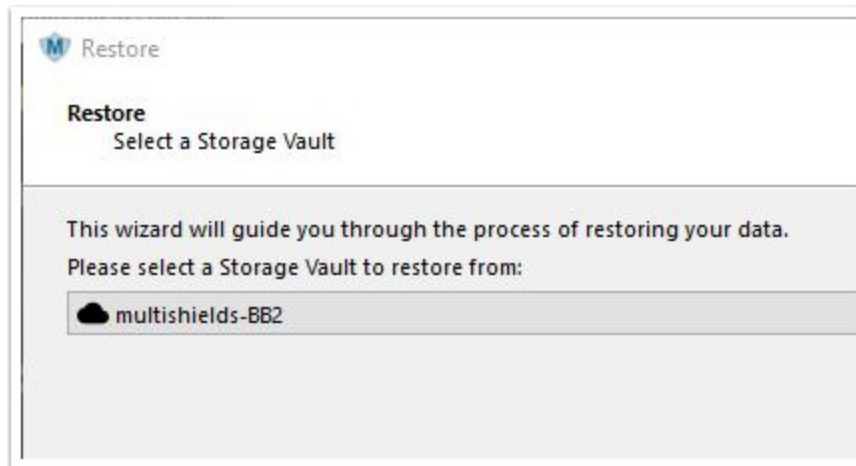 Restore
Restore
Select a Storage Vault
This wizard will guide you through the process of restoring your data.
Please select a Storage Vault to restore from:
multishields-BB2